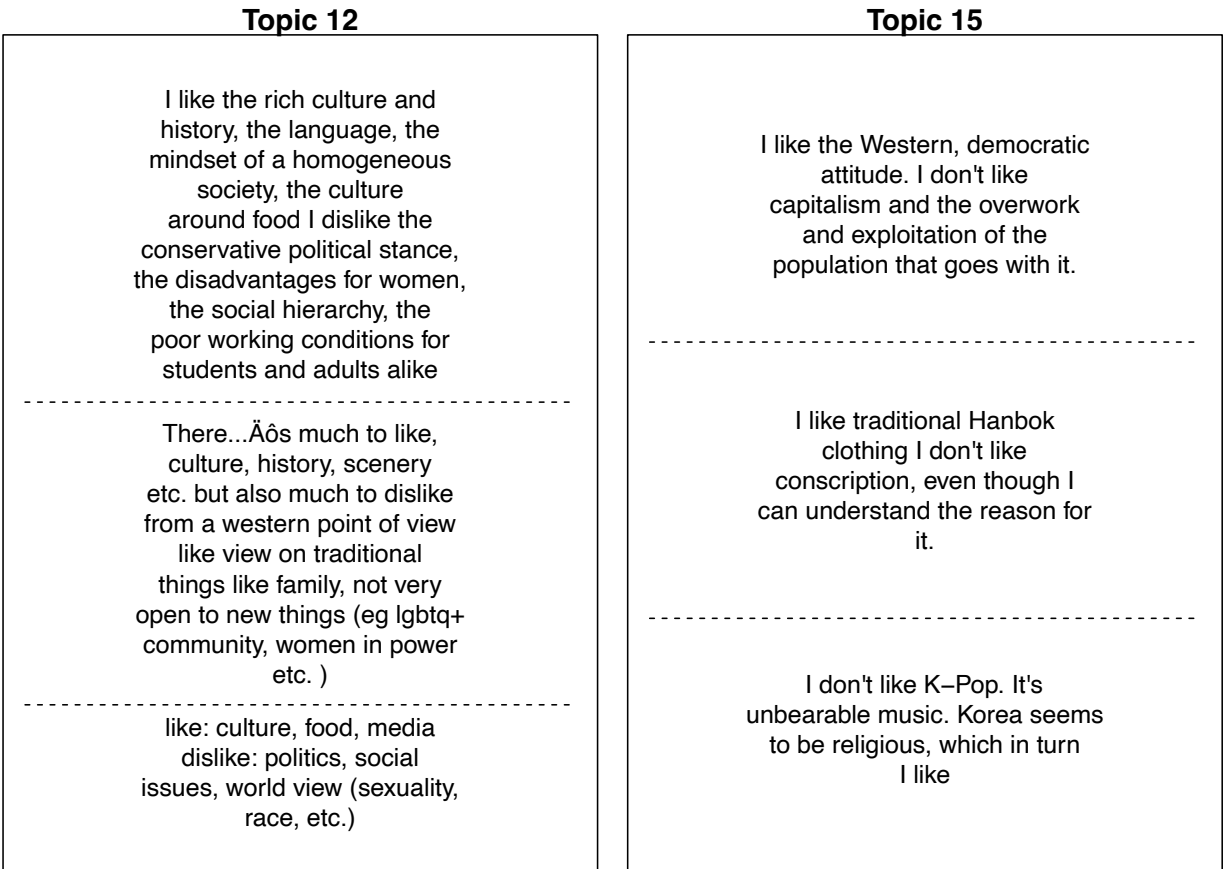 Topic 12
I like the rich culture and
history, the language, the
mindset of a homogeneous
society, the culture
around food I dislike the
conservative political stance,
the disadvantages for women,
the social hierarchy, the
poor working conditions for
students and adults alike
There...Äôs much to like,
culture, history, scenery
etc. but also much to dislike
from a western point of view
like view on traditional
things like family, not very
open to new things (eg lgbtq+
community, women in power
etc. )
like: culture, food, media
dislike: politics, social
issues, world view (sexuality,
race, etc.)
Topic 15
I like the Western, democratic
attitude. I don't like
capitalism and the overwork
and exploitation of the
population that goes with it.
I like traditional Hanbok
clothing I don't like
conscription, even though I
can understand the reason for
it.
I don't like K−Pop. It's
unbearable music. Korea seems
to be religious, which in turn
I like